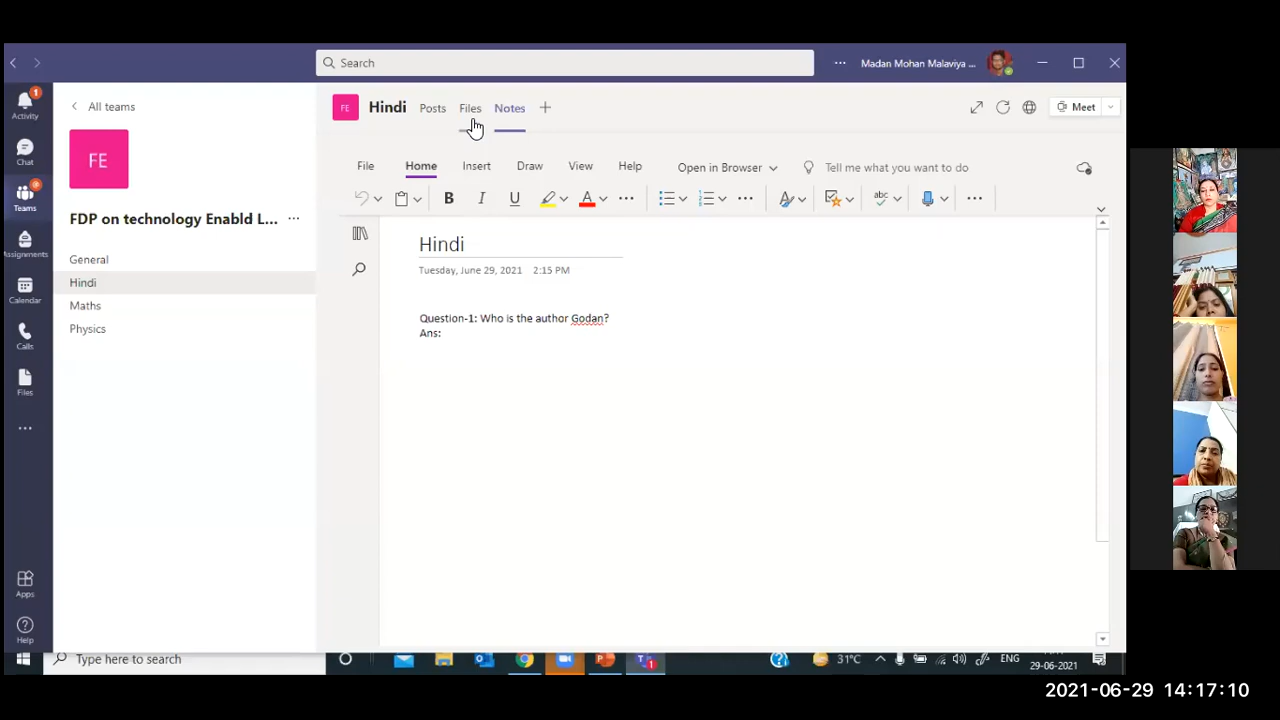 Search
Madan Mohan Malaviya ...
1
Activity
Chat
Teams
Assignments
Calendar
Calls
Files
Apps
Help
All teams
FE
FDP on technology Enabld L...
General
Hindi
Maths
Physics
FE
Hindi
Posts
Files
Notes
Meet
File
Home
Insert
Draw
View
Help
Open in Browser
Tell me what you want to do
B
I
U
A
abc
Hindi
Tuesday, June 29, 2021 2:15 PM
Question-1: Who is the author Godan?
Ans:
Type here to search
1
31°C
ENG
29-06-2021
2021-06-29 14:17:10